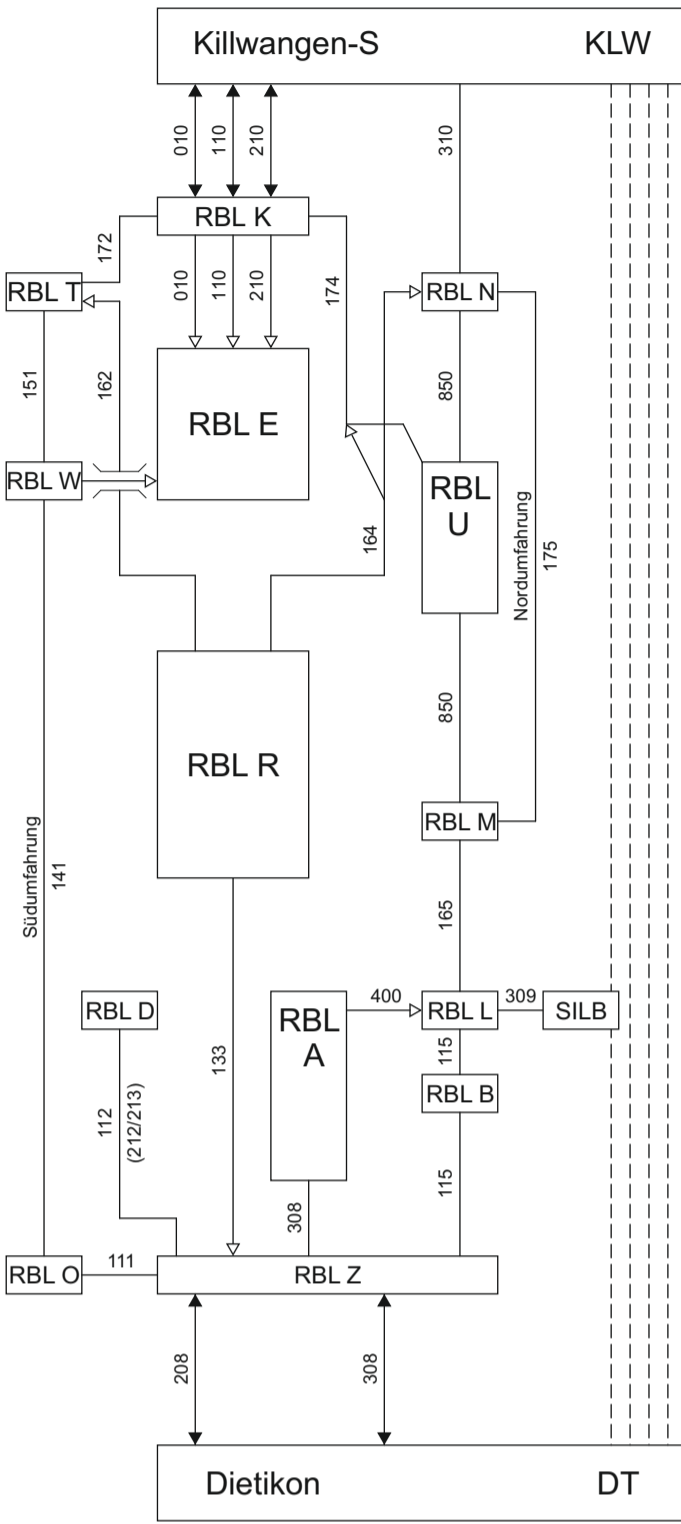 Killwangen-S KLW
010 110 210 310
RBL K
172
174
RBL T
010 110 210
RBL N
151
162
850
RBL E
RBL W
RBL
U
164
Nordumfahrung
175
RBL R
850
RBL M
Südumfahrung
141
165
RBL D
RBL
A
400
RBL L
309
SILB
133
115
RBL B
112
(212/213)
308
115
RBL O
111
RBL Z
208
308
Dietikon DT